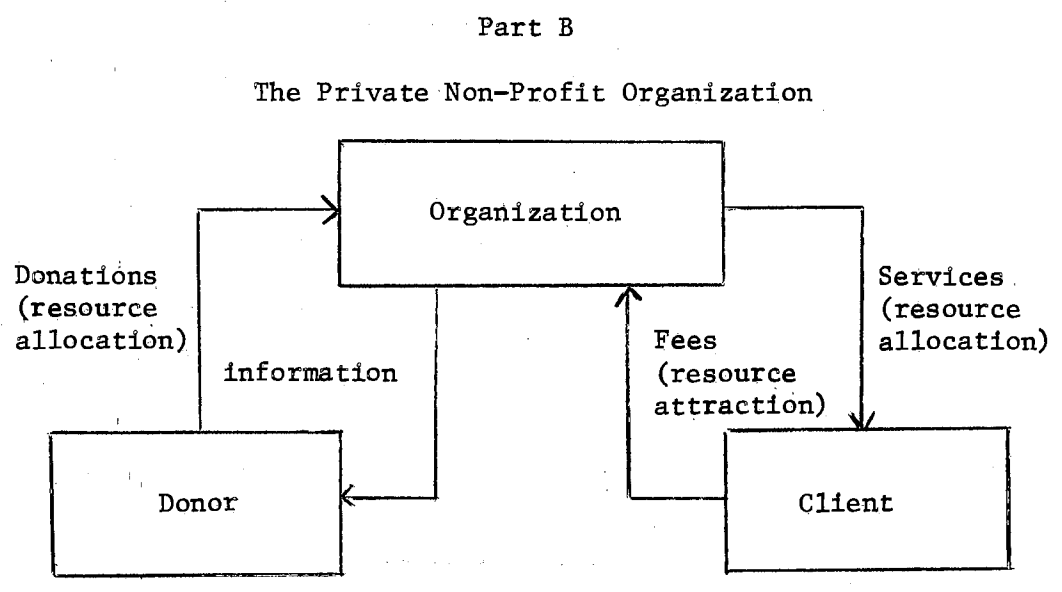 Part B
The Private Non-Profit Organization
Organization
Donations
(resource
allocation)
information
Fees
(resource
attraction)
Services
(resource
allocation)
Donor
Client